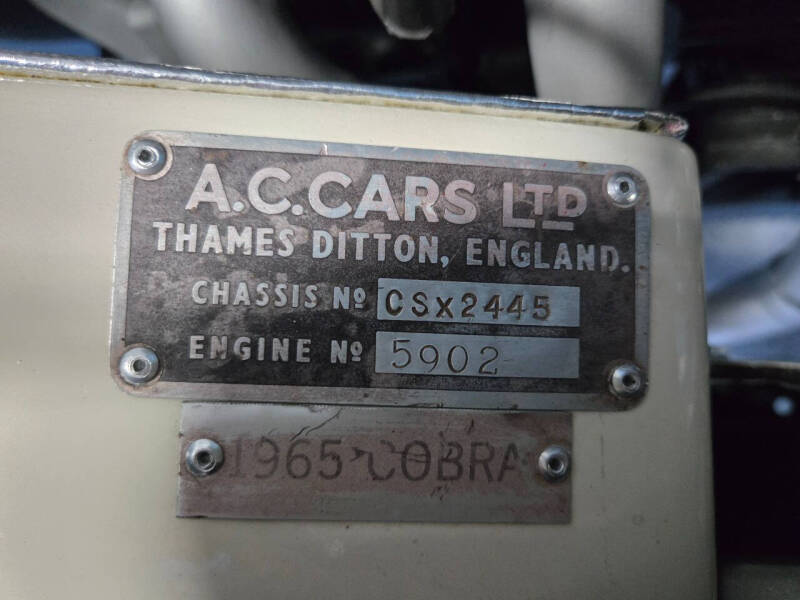 A.C.CARS LTD
THAMES DITTON, ENGLAND.
CHASSIS Nº CSX2445
ENGINE Nº 5902
1965 COBRA